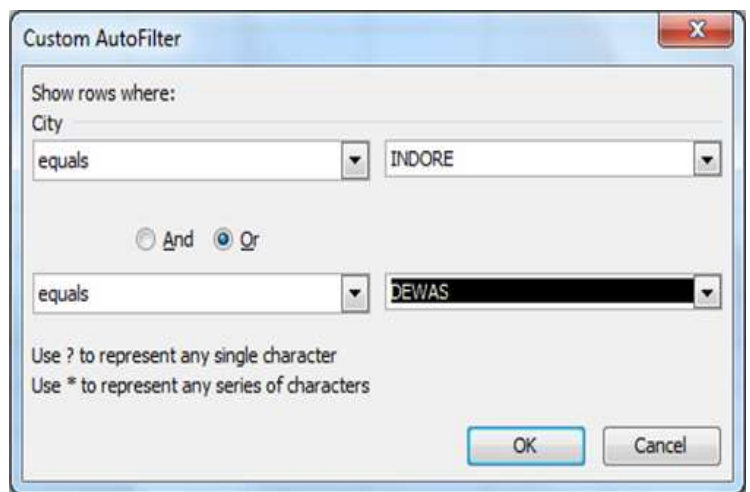 Custom AutoFilter
Show rows where:
City
equals INDORE
And Or
equals DEWAS
Use ? to represent any single character
Use * to represent any series of characters
OK Cancel